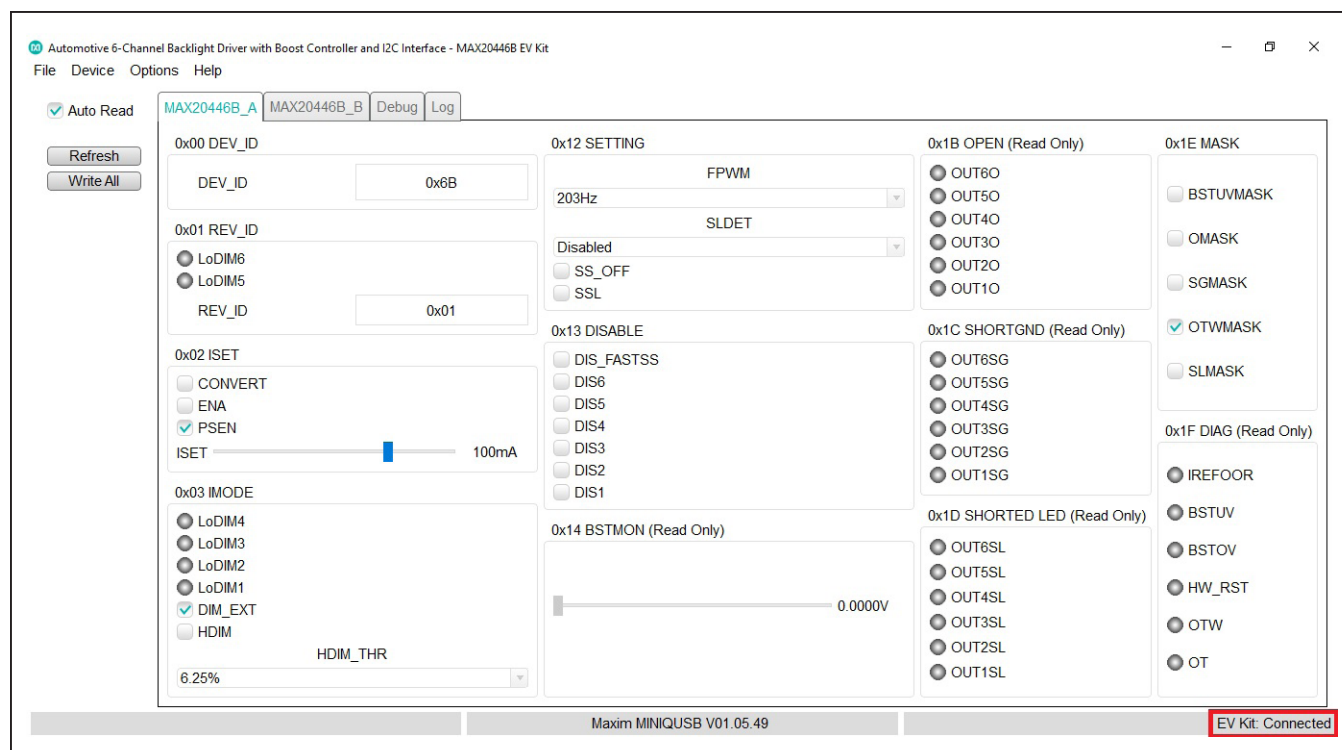 Automotive 6-Channel Backlight Driver with Boost Controller and I2C Interface - MAX20446B EV Kit
File Device Options Help
Auto Read
Refresh
Write All
MAX20446B_A MAX20446B_B Debug Log
0x00 DEV_ID
DEV_ID 0x6B
0x01 REV_ID
LoDIM6
LoDIM5
REV_ID 0x01
0x02 ISET
CONVERT
ENA
PSEN
ISET 100mA
0x03 IMODE
LoDIM4
LoDIM3
LoDIM2
LoDIM1
DIM_EXT
HDIM
HDIM_THR
6.25%
0x12 SETTING
FPWM
203Hz
SLDET
Disabled
SS_OFF
SSL
0x13 DISABLE
DIS_FASTSS
DIS6
DIS5
DIS4
DIS3
DIS2
DIS1
0x14 BSTMON (Read Only)
0.0000V
0x1B OPEN (Read Only)
OUT6O
OUT5O
OUT4O
OUT3O
OUT2O
OUT1O
0x1C SHORTGND (Read Only)
OUT6SG
OUT5SG
OUT4SG
OUT3SG
OUT2SG
OUT1SG
0x1D SHORTED LED (Read Only)
OUT6SL
OUT5SL
OUT4SL
OUT3SL
OUT2SL
OUT1SL
0x1E MASK
BSTUVMASK
OMASK
SGMASK
OTWMASK
SLMASK
0x1F DIAG (Read Only)
IREFOOR
BSTUV
BSTOV
HW_RST
OTW
OT
Maxim MINIQUSB V01.05.49
EV Kit: Connected